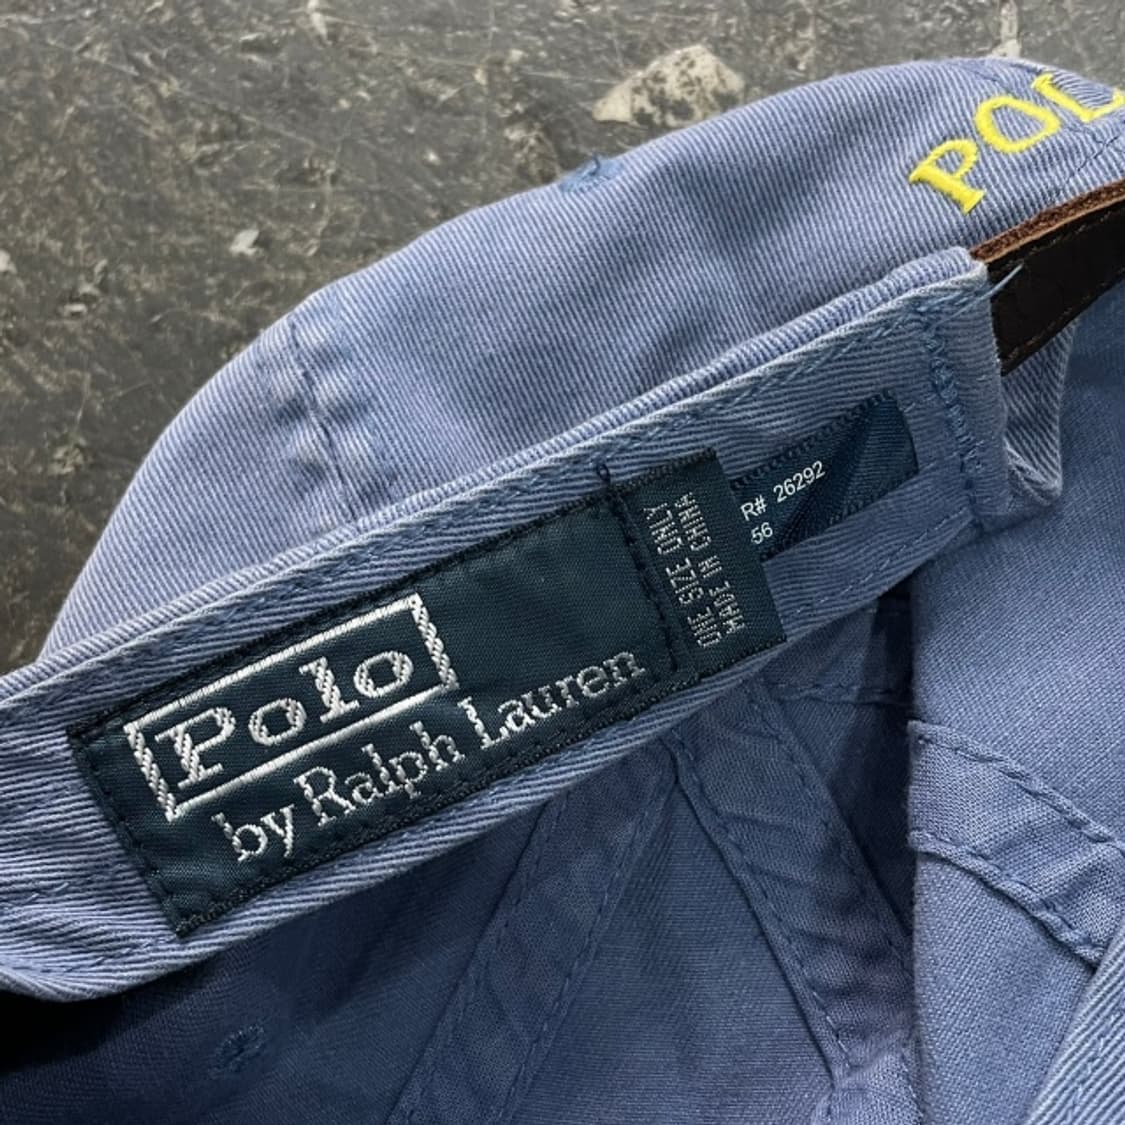 POL
Polo
by Ralph Lauren
ONE SIZE ONLY
MADE IN CHINA
R# 26292
56